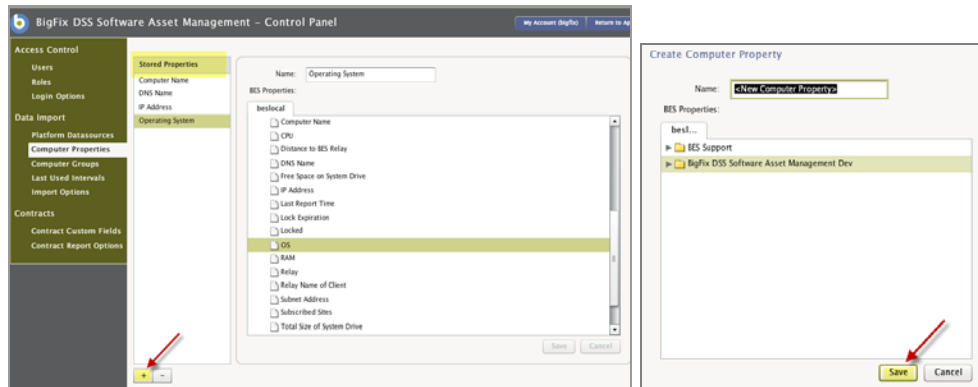 BigFix DSS Software Asset Management – Control Panel
My Account (bigfix)
Return to Ap
Access Control
Users
Roles
Login Options
Data Import
Platform Datasources
Computer Properties
Computer Groups
Last Used Intervals
Import Options
Contracts
Contract Custom Fields
Contract Report Options
Stored Properties
Computer Name
DNS Name
IP Address
Operating System
+ −
Name: Operating System
BES Properties:
beslocal
Computer Name
CPU
Distance to BES Relay
DNS Name
Free Space on System Drive
IP Address
Last Report Time
Lock Expiration
Locked
OS
RAM
Relay
Relay Name of Client
Subnet Address
Subscribed Sites
Total Size of System Drive
Save Cancel
Create Computer Property
Name: <New Computer Property>
BES Properties:
besl...
BES Support
BigFix DSS Software Asset Management Dev
Save Cancel